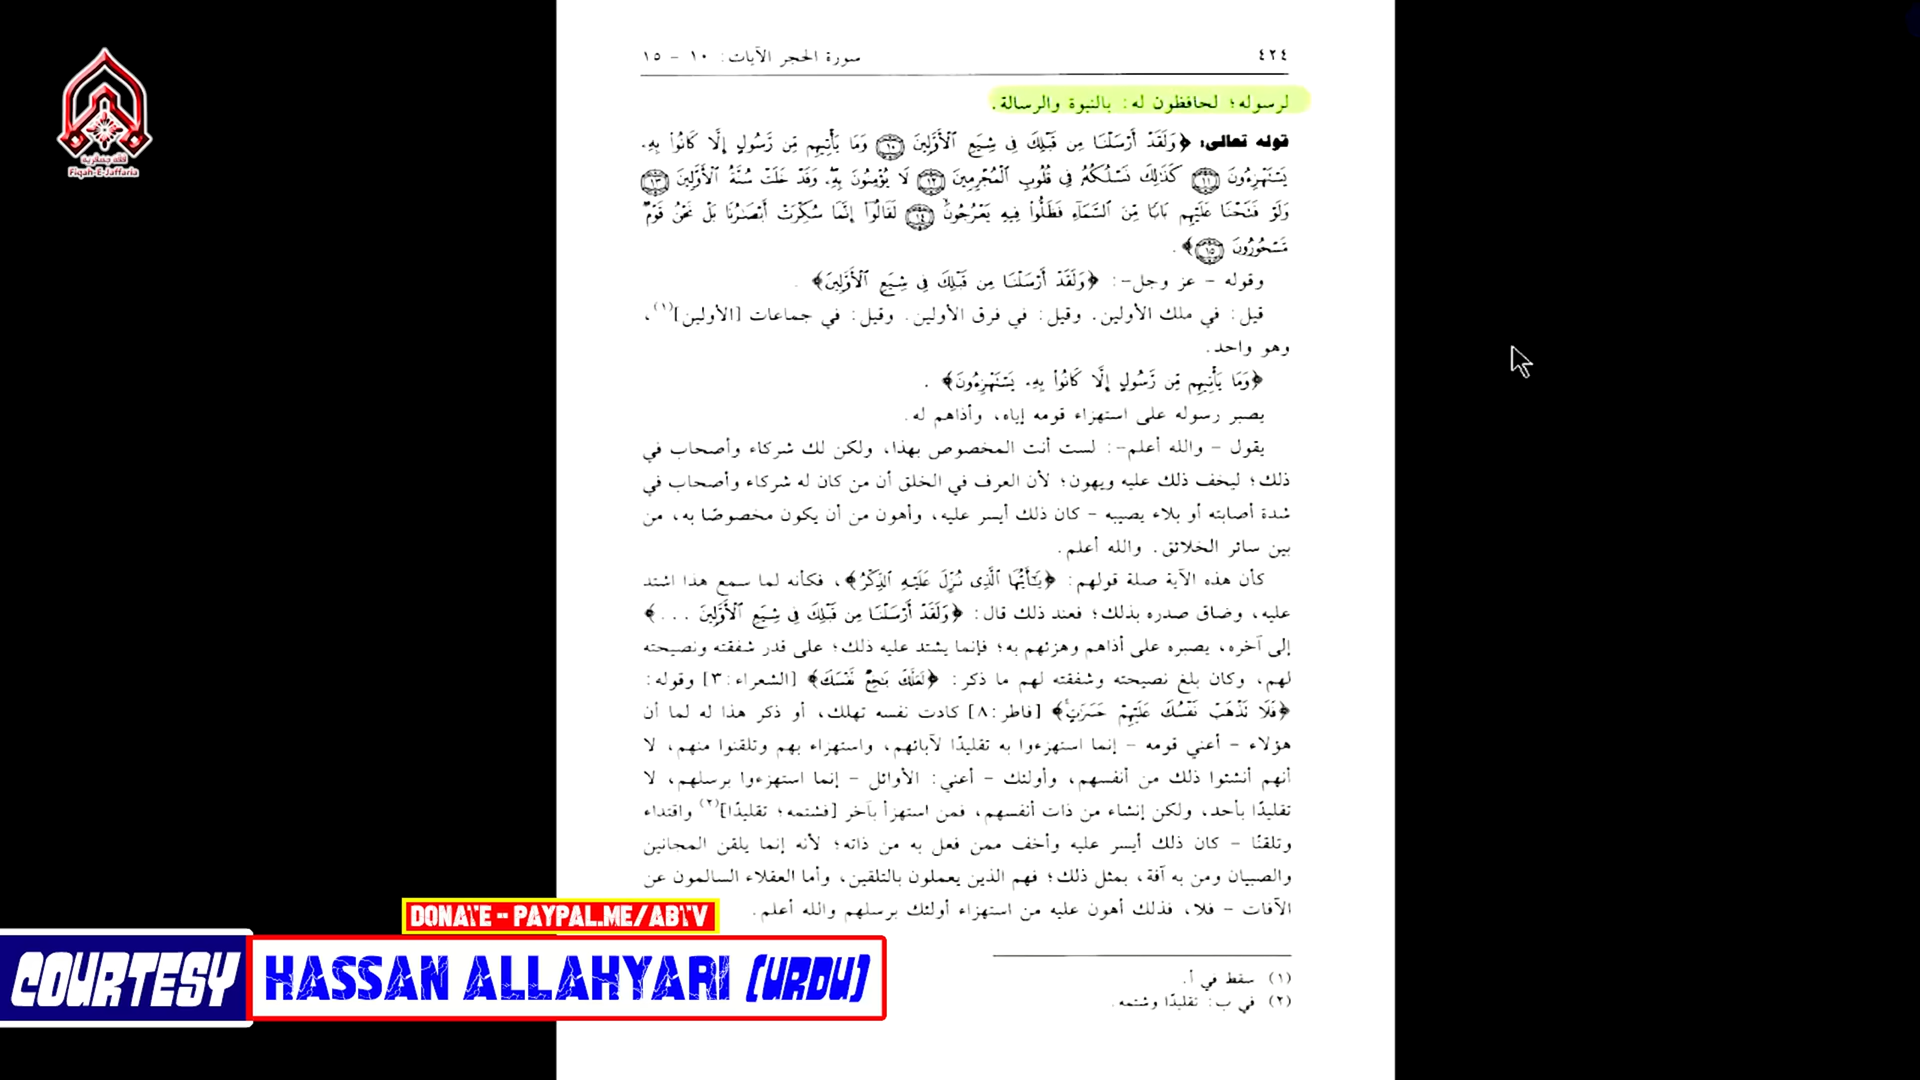 فقه جعفریہ
Fiqah-E-Jaffaria
٤٢٤
سورة الحجر الآيات: ١٠ - ١٥
لرسوله؛ لحافظون له: بالنبوة والرسالة.
قوله تعالى: ﴿وَلَقَدْ أَرْسَلْنَا مِن قَبْلِكَ فِى شِيَعِ ٱلْأَوَّلِينَ ١٠ وَمَا يَأْتِيهِم مِّن رَّسُولٍ إِلَّا كَانُوا۟ بِهِۦ
يَسْتَهْزِءُونَ ١١ كَذَٰلِكَ نَسْلُكُهُۥ فِى قُلُوبِ ٱلْمُجْرِمِينَ ١٢ لَا يُؤْمِنُونَ بِهِۦ وَقَدْ خَلَتْ سُنَّةُ ٱلْأَوَّلِينَ ١٣
وَلَوْ فَتَحْنَا عَلَيْهِم بَابًا مِّنَ ٱلسَّمَآءِ فَظَلُّوا۟ فِيهِ يَعْرُجُونَ ١٤ لَقَالُوٓا۟ إِنَّمَا سُكِّرَتْ أَبْصَٰرُنَا بَلْ نَحْنُ قَوْمٌ
مَّسْحُورُونَ ١٥﴾.
وقوله - عز وجل-: ﴿وَلَقَدْ أَرْسَلْنَا مِن قَبْلِكَ فِى شِيَعِ ٱلْأَوَّلِينَ﴾ .
قيل: في ملك الأولين. وقيل: في فرق الأولين. وقيل: في جماعات [الأولين](١)،
وهو واحد.
﴿وَمَا يَأْتِيهِم مِّن رَّسُولٍ إِلَّا كَانُوا۟ بِهِۦ يَسْتَهْزِءُونَ﴾ .
يصبر رسوله على استهزاء قومه إياه، وأذاهم له.
يقول - والله أعلم-: لست أنت المخصوص بهذا، ولكن لك شركاء وأصحاب في
ذلك؛ ليخف ذلك عليه ويهون؛ لأن العرف في الخلق أن من كان له شركاء وأصحاب في
شدة أصابته أو بلاء يصيبه - كان ذلك أيسر عليه، وأهون من أن يكون مخصوصًا به، من
بين سائر الخلائق. والله أعلم.
كأن هذه الآية صلة قولهم: ﴿يَٰٓأَيُّهَا ٱلَّذِى نُزِّلَ عَلَيْهِ ٱلذِّكْرُ﴾، فكأنه لما سمع هذا اشتد
عليه، وضاق صدره بذلك؛ فعند ذلك قال: ﴿وَلَقَدْ أَرْسَلْنَا مِن قَبْلِكَ فِى شِيَعِ ٱلْأَوَّلِينَ . . .﴾
إلى آخره، يصبره على أذاهم وهزئهم به؛ فإنما يشتد عليه ذلك؛ على قدر شفقته ونصيحته
لهم، وكان بلغ نصيحته وشفقته لهم ما ذكر: ﴿لَعَلَّكَ بَٰخِعٌ نَّفْسَكَ﴾ [الشعراء:٣] وقوله:
﴿فَلَا تَذْهَبْ نَفْسُكَ عَلَيْهِمْ حَسَرَٰتٍ﴾ [فاطر:٨] كادت نفسه تهلك، أو ذكر هذا له لما أن
هؤلاء - أعني قومه - إنما استهزءوا به تقليدًا لآبائهم، واستهزاء بهم وتلقنوا منهم، لا
أنهم أنشئوا ذلك من أنفسهم، وأولئك - أعني: الأوائل - إنما استهزءوا برسلهم، لا
تقليدًا بأحد، ولكن إنشاء من ذات أنفسهم، فمن استهزأ بآخر [فشتمه؛ تقليدًا](٢) واقتداء
وتلقنًا - كان ذلك أيسر عليه وأخف ممن فعل به من ذاته؛ لأنه إنما يلقن المجانين
والصبيان ومن به آفة، بمثل ذلك؛ فهم الذين يعملون بالتلقين، وأما العقلاء السالمون عن
الآفات - فلا، فذلك أهون عليه من استهزاء أولئك برسلهم والله أعلم.
(١) سقط في أ.
(٢) في ب: تقليدًا وشتمه.
DONATE -- PAYPAL.ME/ABTV
COURTESY HASSAN ALLAHYARI (URDU)